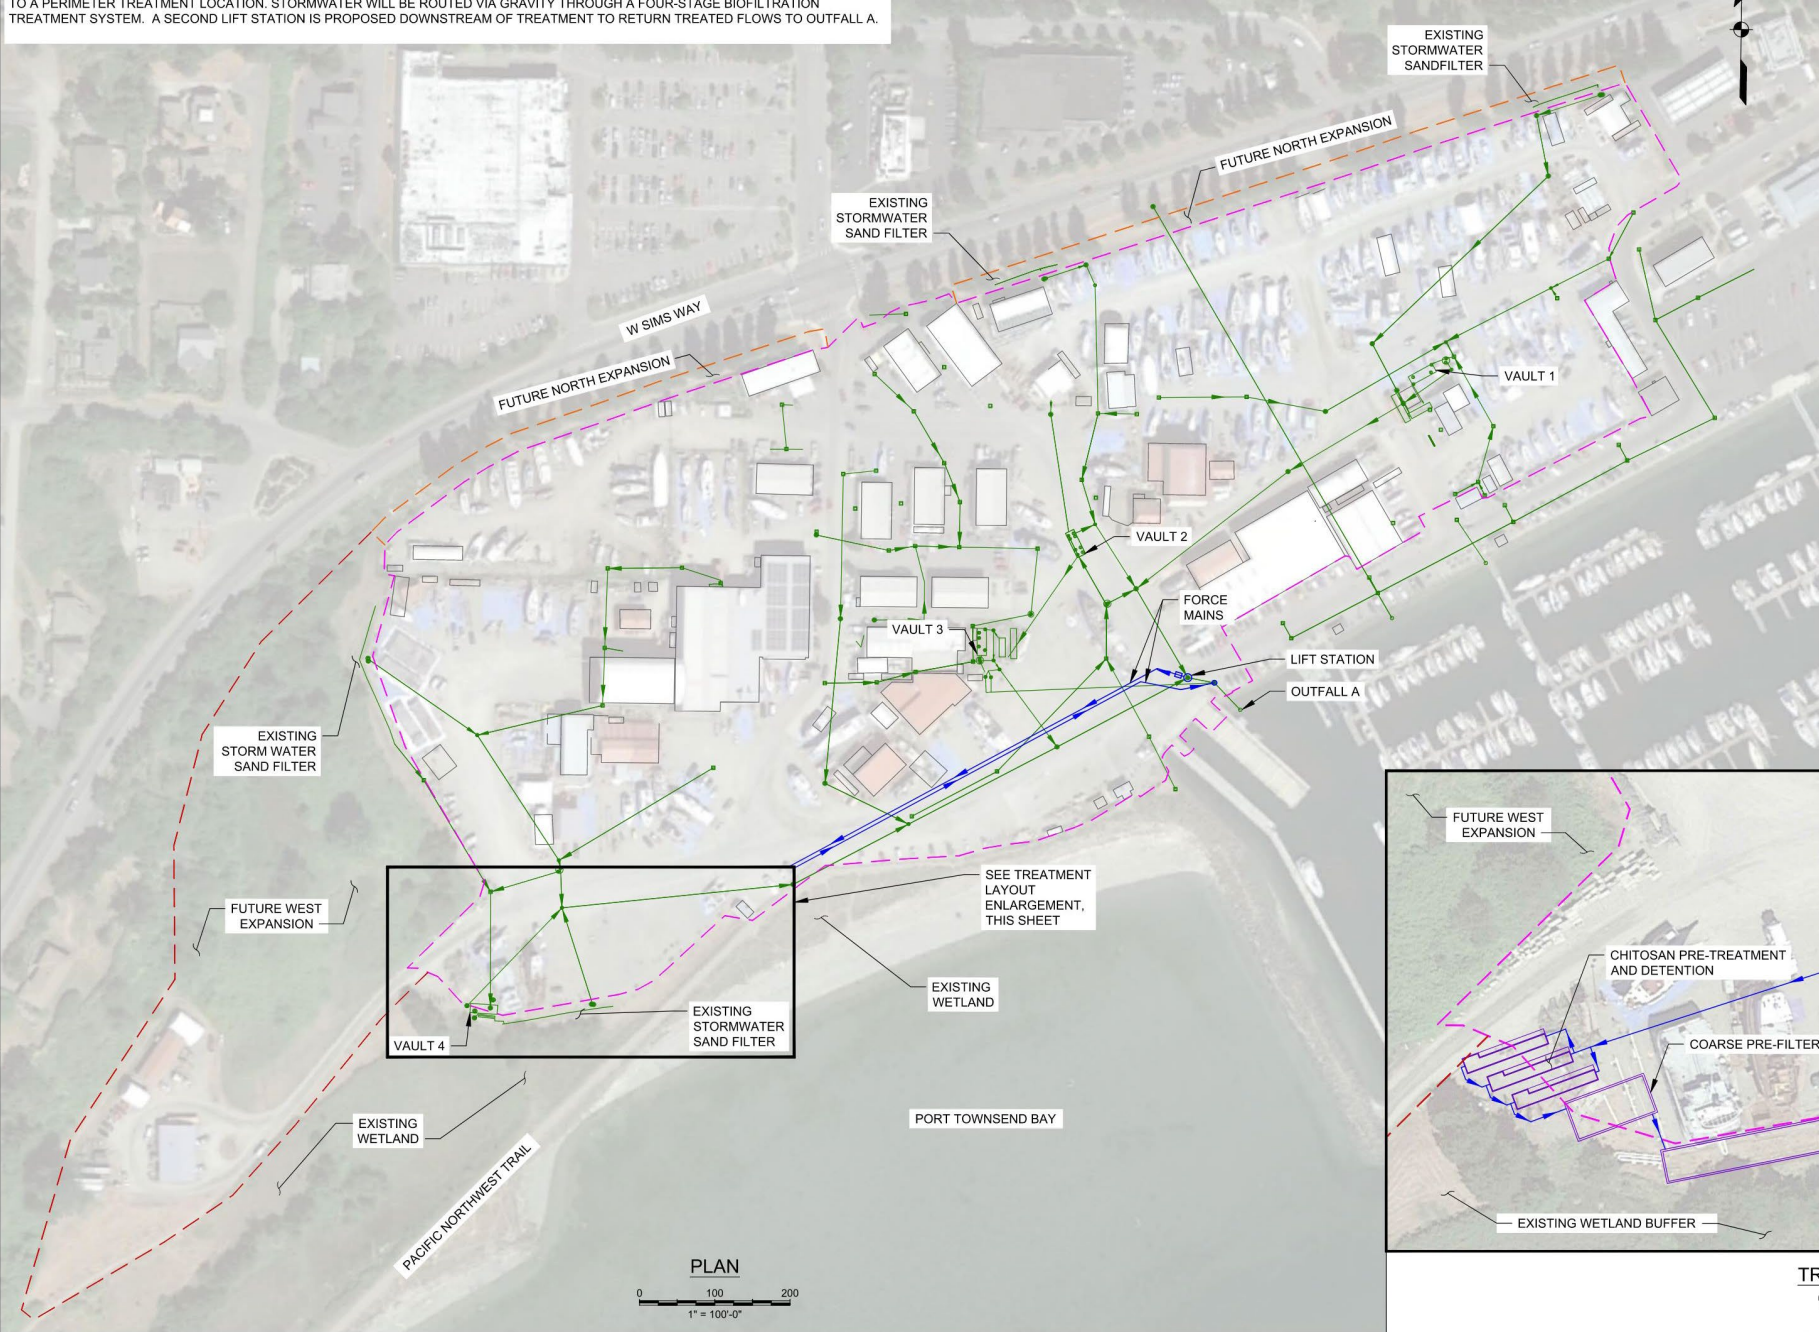 TO A PERIMETER TREATMENT LOCATION. STORMWATER WILL BE ROUTED VIA GRAVITY THROUGH A FOUR-STAGE BIOFILTRATION
TREATMENT SYSTEM. A SECOND LIFT STATION IS PROPOSED DOWNSTREAM OF TREATMENT TO RETURN TREATED FLOWS TO OUTFALL A.
EXISTING
STORMWATER
SANDFILTER
FUTURE NORTH EXPANSION
EXISTING
STORMWATER
SAND FILTER
W SIMS WAY
FUTURE NORTH EXPANSION
VAULT 1
VAULT 2
FORCE
MAINS
VAULT 3
LIFT STATION
OUTFALL A
EXISTING
STORM WATER
SAND FILTER
FUTURE WEST
EXPANSION
SEE TREATMENT
LAYOUT
ENLARGEMENT,
THIS SHEET
EXISTING
WETLAND
EXISTING
STORMWATER
SAND FILTER
VAULT 4
EXISTING
WETLAND
PORT TOWNSEND BAY
PACIFIC NORTHWEST TRAIL
FUTURE WEST
EXPANSION
CHITOSAN PRE-TREATMENT
AND DETENTION
COARSE PRE-FILTER
EXISTING WETLAND BUFFER
PLAN
0 100 200
1" = 100'-0"
TR